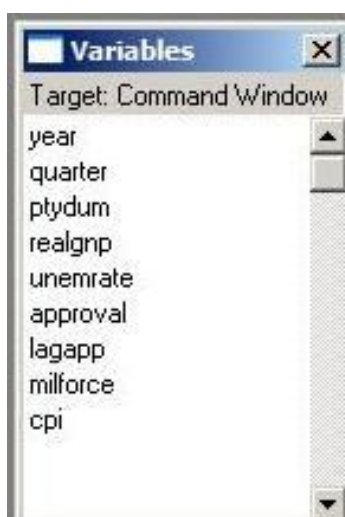 Variables
Target: Command Window
year
quarter
ptydum
realgnp
unemrate
approval
lagapp
milforce
cpi